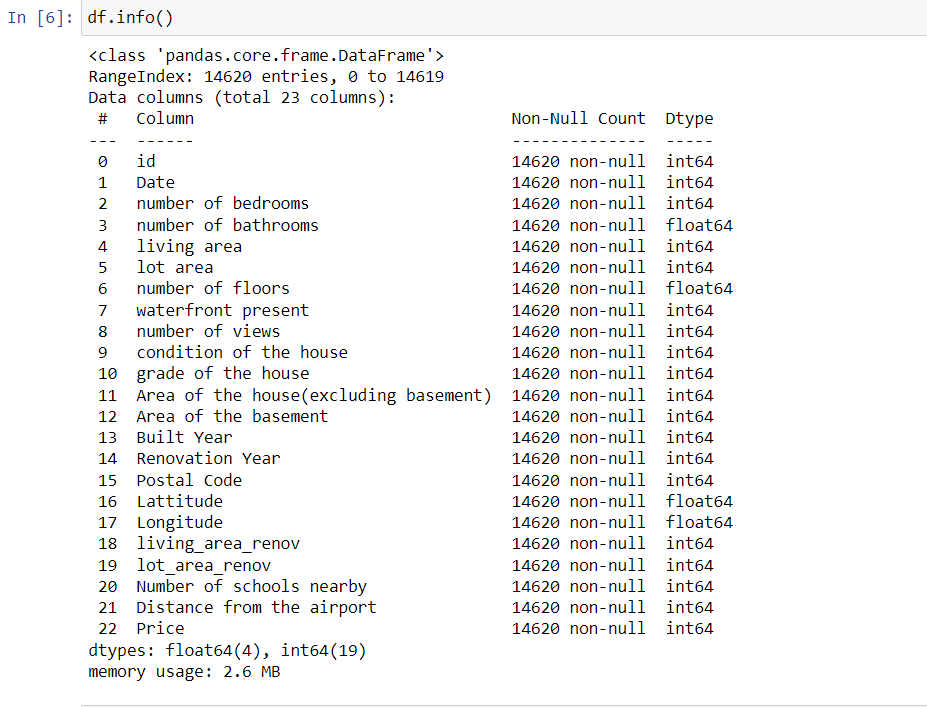 In [6]: df.info()
<class 'pandas.core.frame.DataFrame'>
RangeIndex: 14620 entries, 0 to 14619
Data columns (total 23 columns):
 #   Column                                 Non-Null Count  Dtype
---  ------                                 --------------  -----
 0   id                                     14620 non-null  int64
 1   Date                                   14620 non-null  int64
 2   number of bedrooms                     14620 non-null  int64
 3   number of bathrooms                    14620 non-null  float64
 4   living area                            14620 non-null  int64
 5   lot area                               14620 non-null  int64
 6   number of floors                       14620 non-null  float64
 7   waterfront present                     14620 non-null  int64
 8   number of views                        14620 non-null  int64
 9   condition of the house                 14620 non-null  int64
 10  grade of the house                     14620 non-null  int64
 11  Area of the house(excluding basement)  14620 non-null  int64
 12  Area of the basement                   14620 non-null  int64
 13  Built Year                             14620 non-null  int64
 14  Renovation Year                        14620 non-null  int64
 15  Postal Code                            14620 non-null  int64
 16  Lattitude                              14620 non-null  float64
 17  Longitude                              14620 non-null  float64
 18  living_area_renov                      14620 non-null  int64
 19  lot_area_renov                         14620 non-null  int64
 20  Number of schools nearby               14620 non-null  int64
 21  Distance from the airport              14620 non-null  int64
 22  Price                                  14620 non-null  int64
dtypes: float64(4), int64(19)
memory usage: 2.6 MB